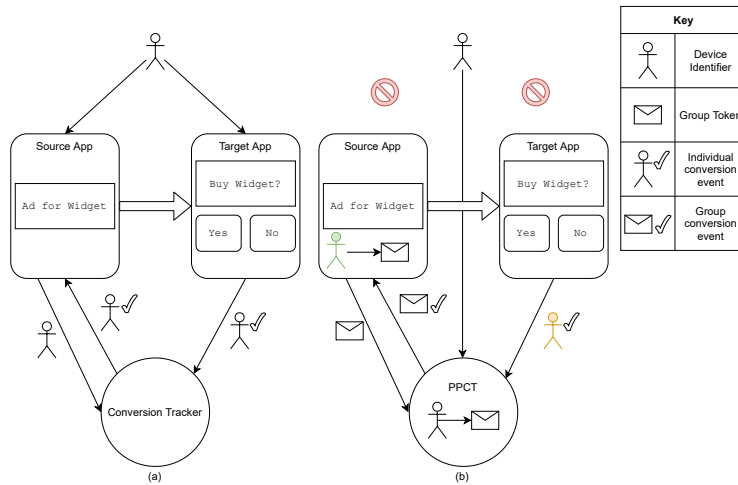 Source App
Ad for Widget
Target App
Buy Widget?
Yes
No
Conversion Tracker
(a)
Source App
Ad for Widget
Target App
Buy Widget?
Yes
No
PPCT
(b)
Key
Device
Identifier
Group Token
Individual
conversion
event
Group
conversion
event